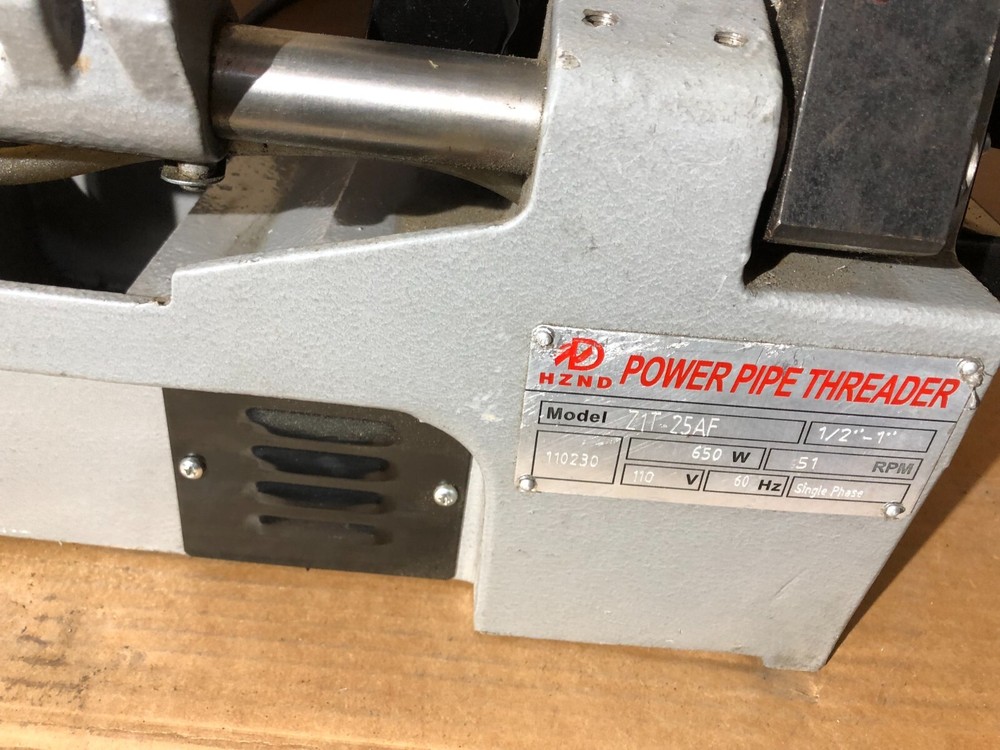 HZND POWER PIPE THREADER
Model Z1T-25AF 1/2"-1"
110230 650 W 51 RPM
110 V 60 Hz Single Phase